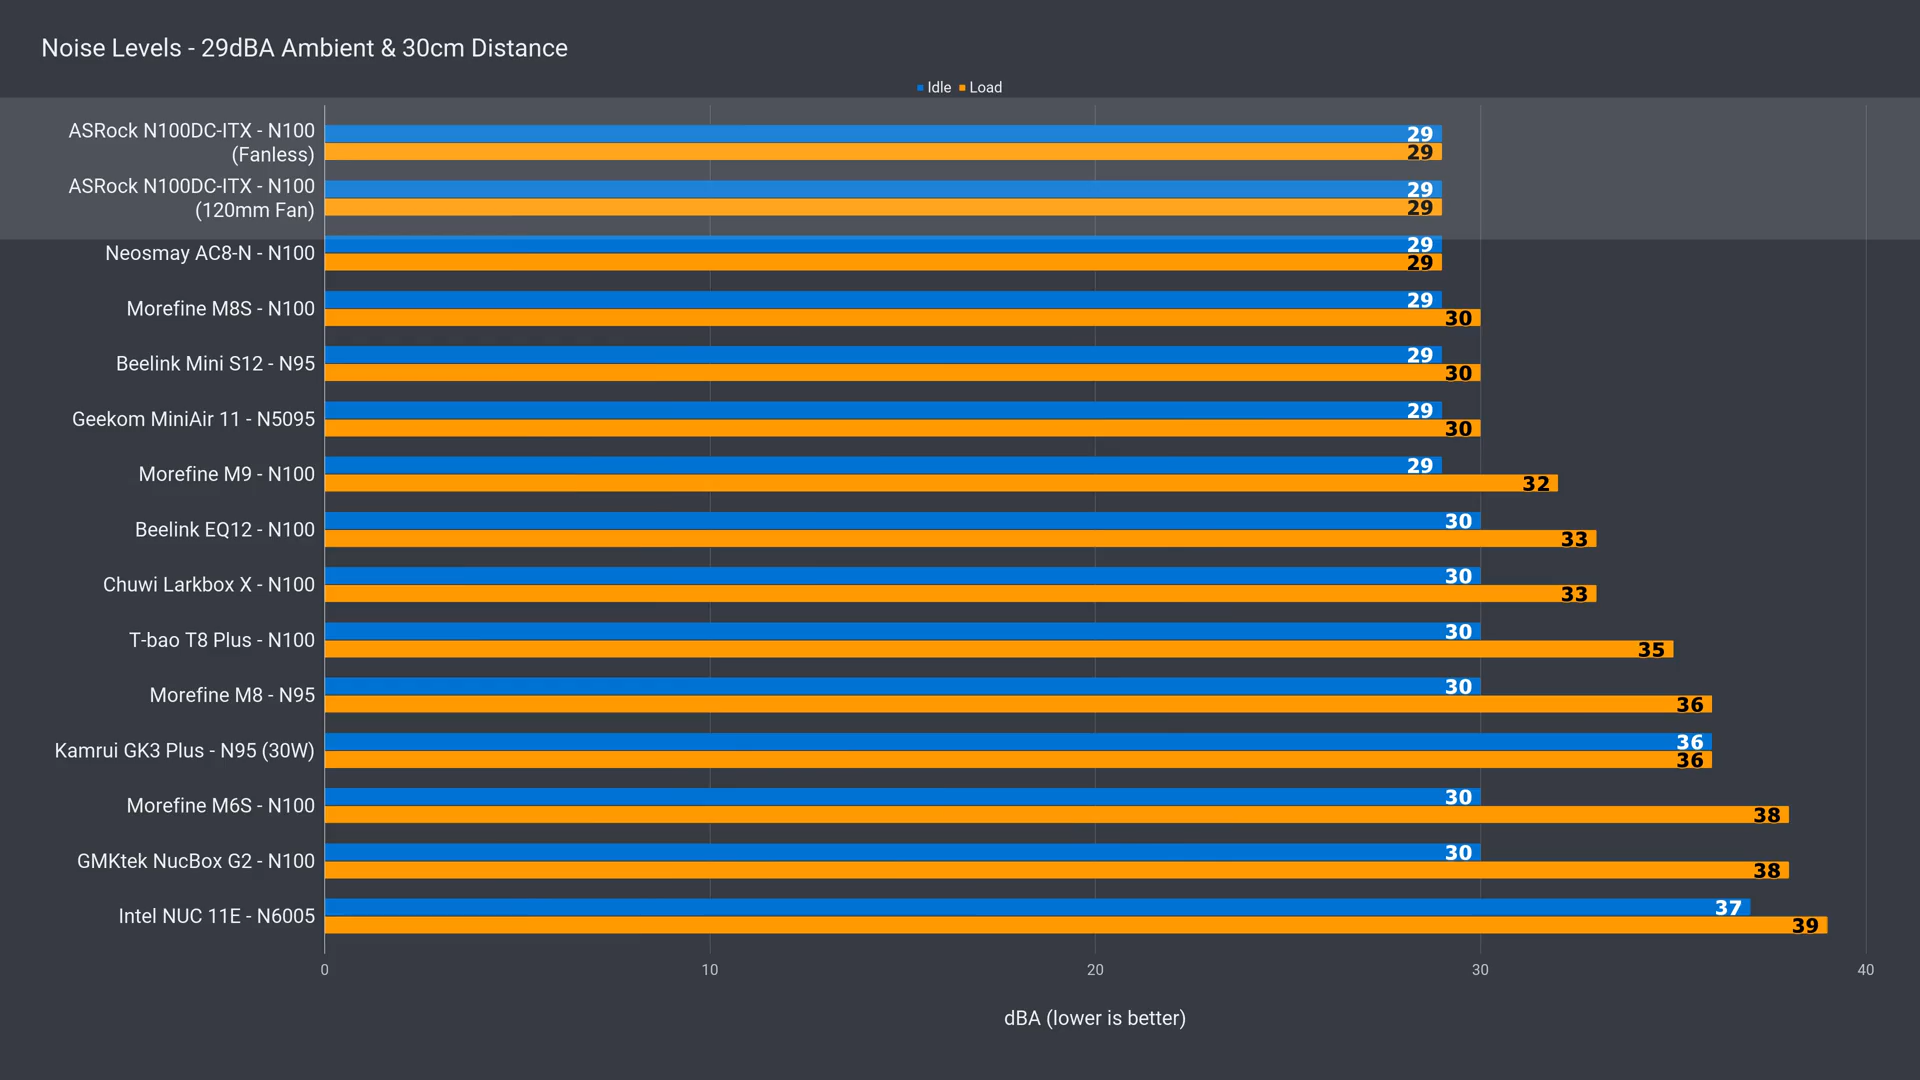 Noise Levels - 29dBA Ambient & 30cm Distance
Idle Load
ASRock N100DC-ITX - N100
(Fanless)
29
29
ASRock N100DC-ITX - N100
(120mm Fan)
29
29
Neosmay AC8-N - N100
29
29
Morefine M8S - N100
29
30
Beelink Mini S12 - N95
29
30
Geekom MiniAir 11 - N5095
29
30
Morefine M9 - N100
29
32
Beelink EQ12 - N100
30
33
Chuwi Larkbox X - N100
30
33
T-bao T8 Plus - N100
30
35
Morefine M8 - N95
30
36
Kamrui GK3 Plus - N95 (30W)
36
36
Morefine M6S - N100
30
38
GMKtek NucBox G2 - N100
30
38
Intel NUC 11E - N6005
37
39
0 10 20 30 40
dBA (lower is better)